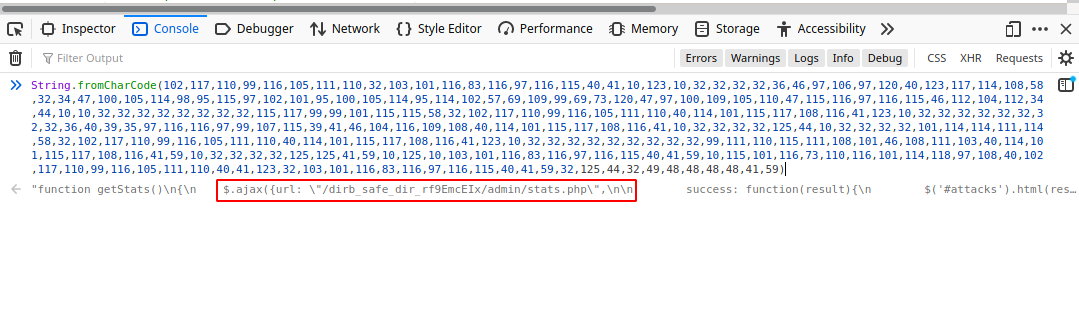 Inspector Console Debugger Network Style Editor Performance Memory Storage Accessibility
Filter Output Errors Warnings Logs Info Debug CSS XHR Requests
String.fromCharCode(102,117,110,99,116,105,111,110,32,103,101,116,83,116,97,116,115,40,41,10,123,10,32,32,32,32,36,46,97,106,97,120,40,123,117,114,108,58
,32,34,47,100,105,114,98,95,115,97,102,101,95,100,105,114,95,114,102,57,69,109,99,69,73,120,47,97,100,109,105,110,47,115,116,97,116,115,46,112,104,112,34
,44,10,10,32,32,32,32,32,32,32,32,115,117,99,99,101,115,115,58,32,102,117,110,99,116,105,111,110,40,114,101,115,117,108,116,41,123,10,32,32,32,32,32,32,3
2,32,36,40,39,35,97,116,116,97,99,107,115,39,41,46,104,116,109,108,40,114,101,115,117,108,116,41,10,32,32,32,32,125,44,10,32,32,32,32,101,114,114,111,114
,58,32,102,117,110,99,116,105,111,110,40,114,101,115,117,108,116,41,123,10,32,32,32,32,32,32,32,32,99,111,110,115,111,108,101,46,108,111,103,40,114,10
1,115,117,108,116,41,59,10,32,32,32,32,125,125,41,59,10,125,10,103,101,116,83,116,97,116,115,40,41,59,10,115,101,116,73,110,116,101,114,118,97,108,40,102
,117,110,99,116,105,111,110,40,41,123,32,103,101,116,83,116,97,116,115,40,41,59,32,125,44,32,49,48,48,48,48,41,59)
"function getStats()\n{\n $.ajax({url: \"/dirb_safe_dir_rf9EmcEIx/admin/stats.php\",\n\n success: function(result){\n $('#attacks').html(res…